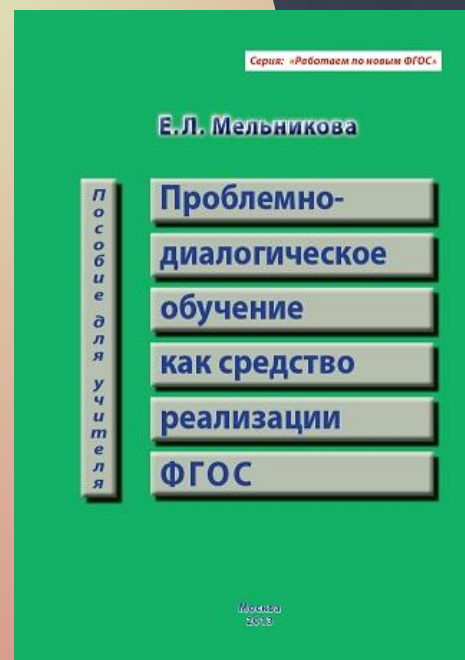 Серия: «Работаем по новым ФГОС»
Е.Л. Мельникова
Пособие для учителя
Проблемно-
диалогическое
обучение
как средство
реализации
ФГОС
Москва
2013